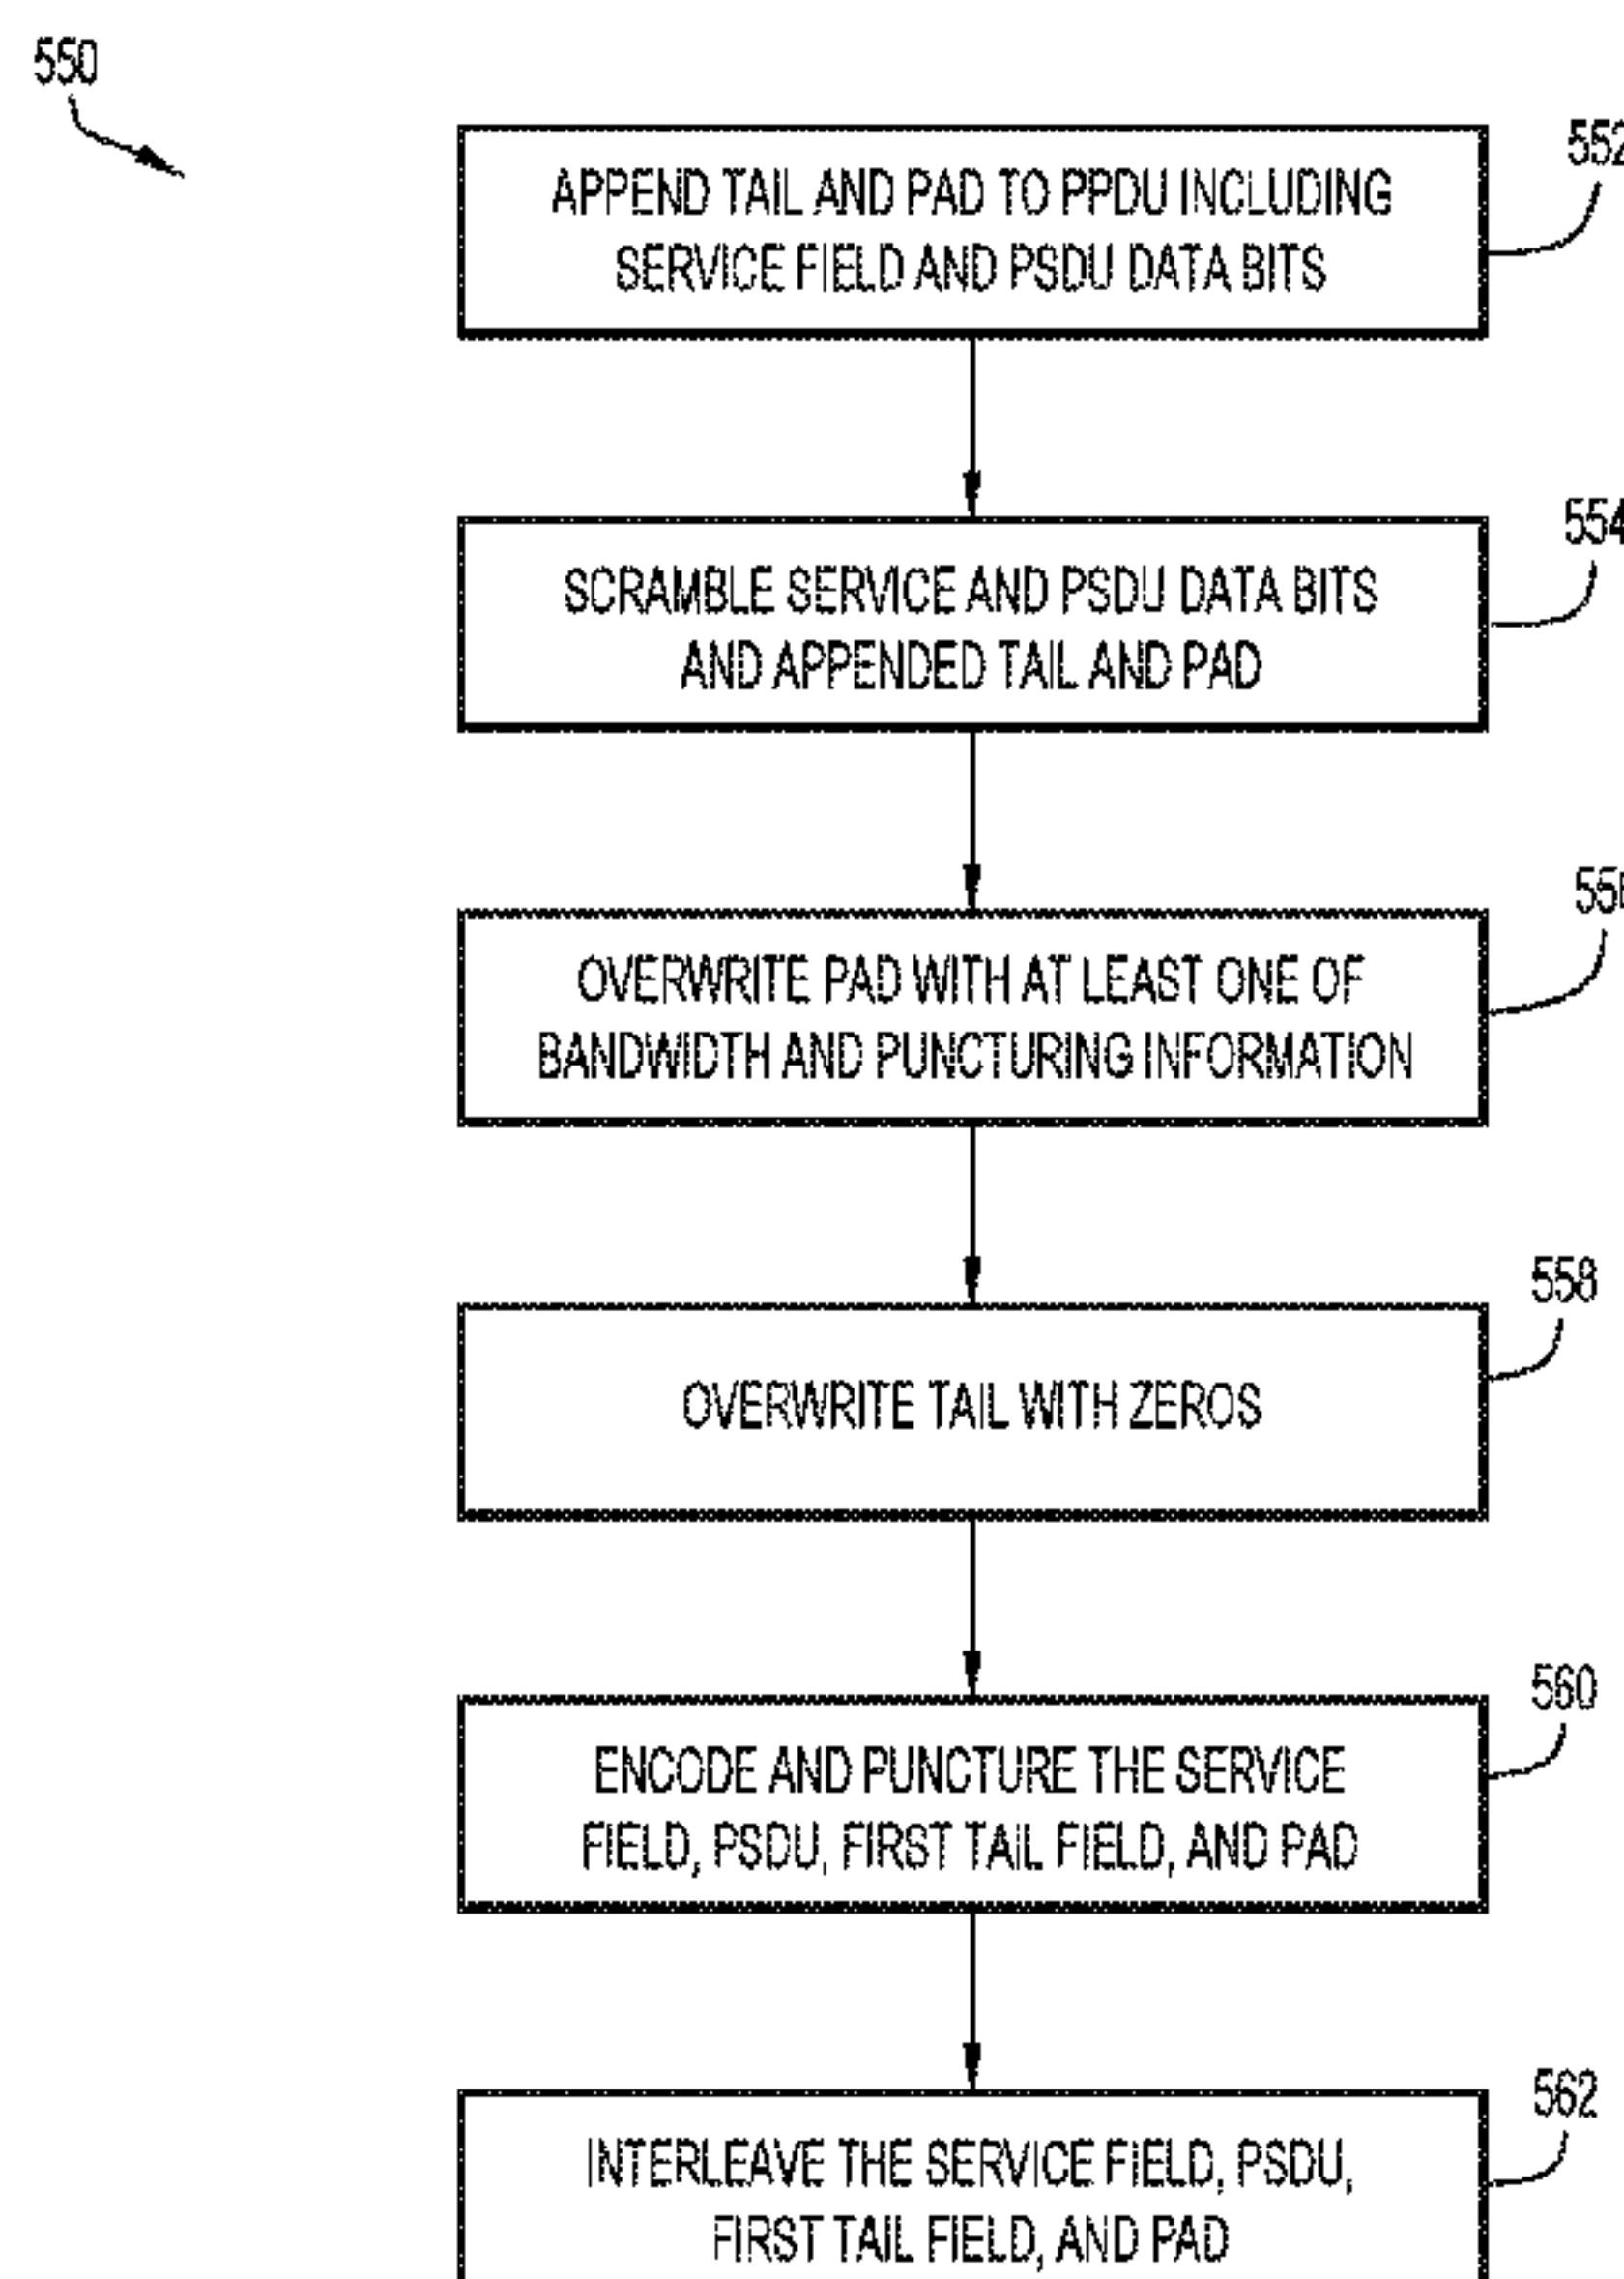 550
552
APPEND TAIL AND PAD TO PPDU INCLUDING
SERVICE FIELD AND PSDU DATA BITS
554
SCRAMBLE SERVICE AND PSDU DATA BITS
AND APPENDED TAIL AND PAD
556
OVERWRITE PAD WITH AT LEAST ONE OF
BANDWIDTH AND PUNCTURING INFORMATION
558
OVERWRITE TAIL WITH ZEROS
560
ENCODE AND PUNCTURE THE SERVICE
FIELD, PSDU, FIRST TAIL FIELD, AND PAD
562
INTERLEAVE THE SERVICE FIELD, PSDU,
FIRST TAIL FIELD, AND PAD